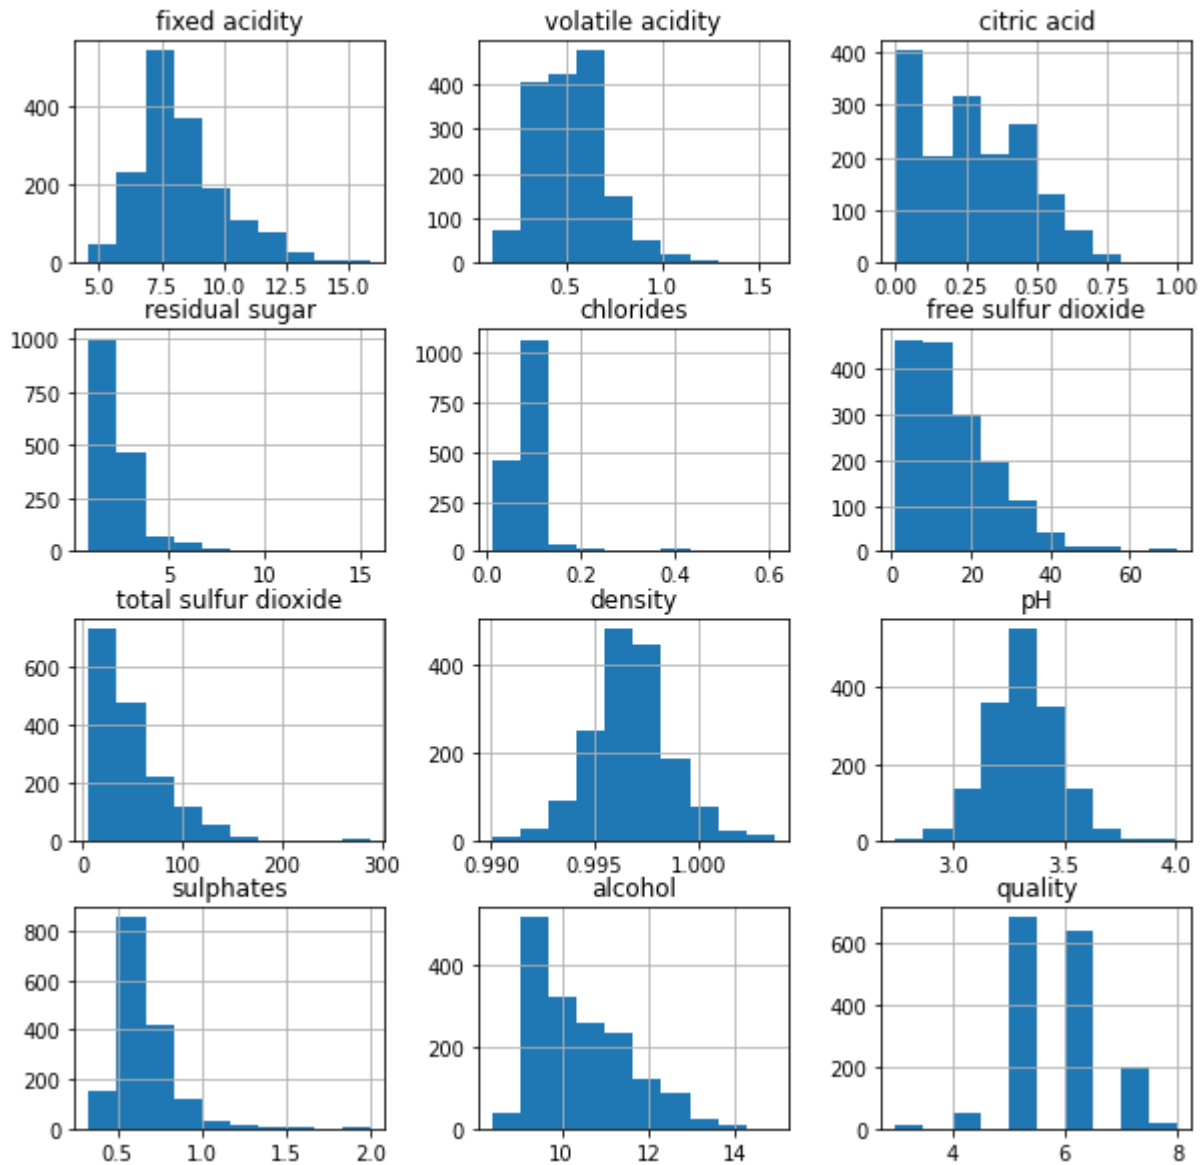 fixed acidity
400
200
0
5.0 7.5 10.0 12.5 15.0
volatile acidity
400
300
200
100
0
0.5 1.0 1.5
citric acid
400
300
200
100
0
0.00 0.25 0.50 0.75 1.00
residual sugar
1000
750
500
250
0
5 10 15
chlorides
1000
750
500
250
0
0.0 0.2 0.4 0.6
free sulfur dioxide
400
300
200
100
0
0 20 40 60
total sulfur dioxide
600
400
200
0
0 100 200 300
density
400
200
0
0.990 0.995 1.000
pH
400
200
0
3.0 3.5 4.0
sulphates
800
600
400
200
0
0.5 1.0 1.5 2.0
alcohol
400
200
0
10 12 14
quality
600
400
200
0
4 6 8